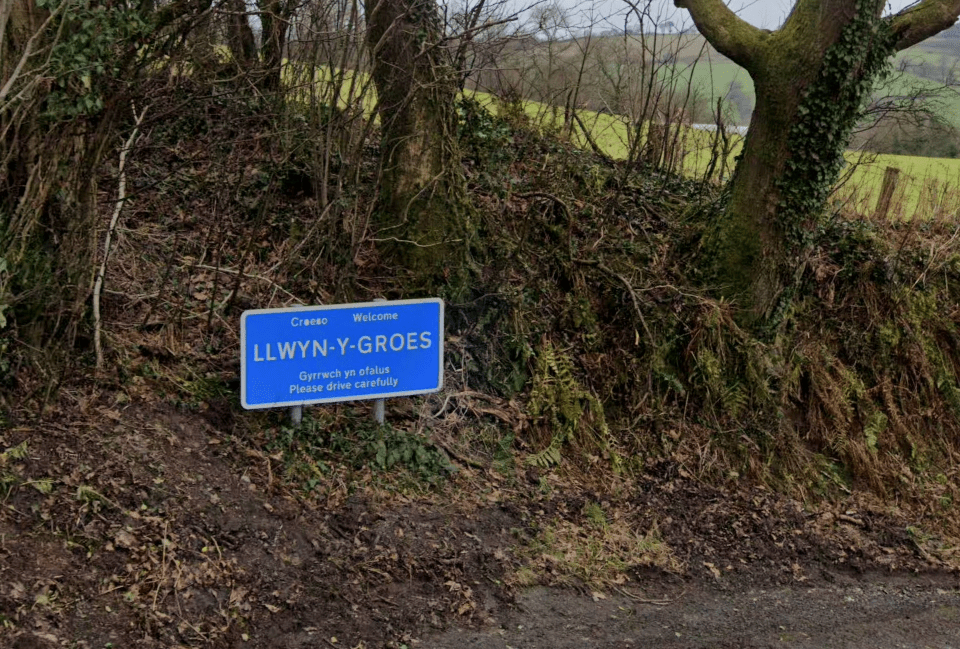 Croeso Welcome
LLWYN-Y-GROES
Gyrrwch yn ofalus
Please drive carefully